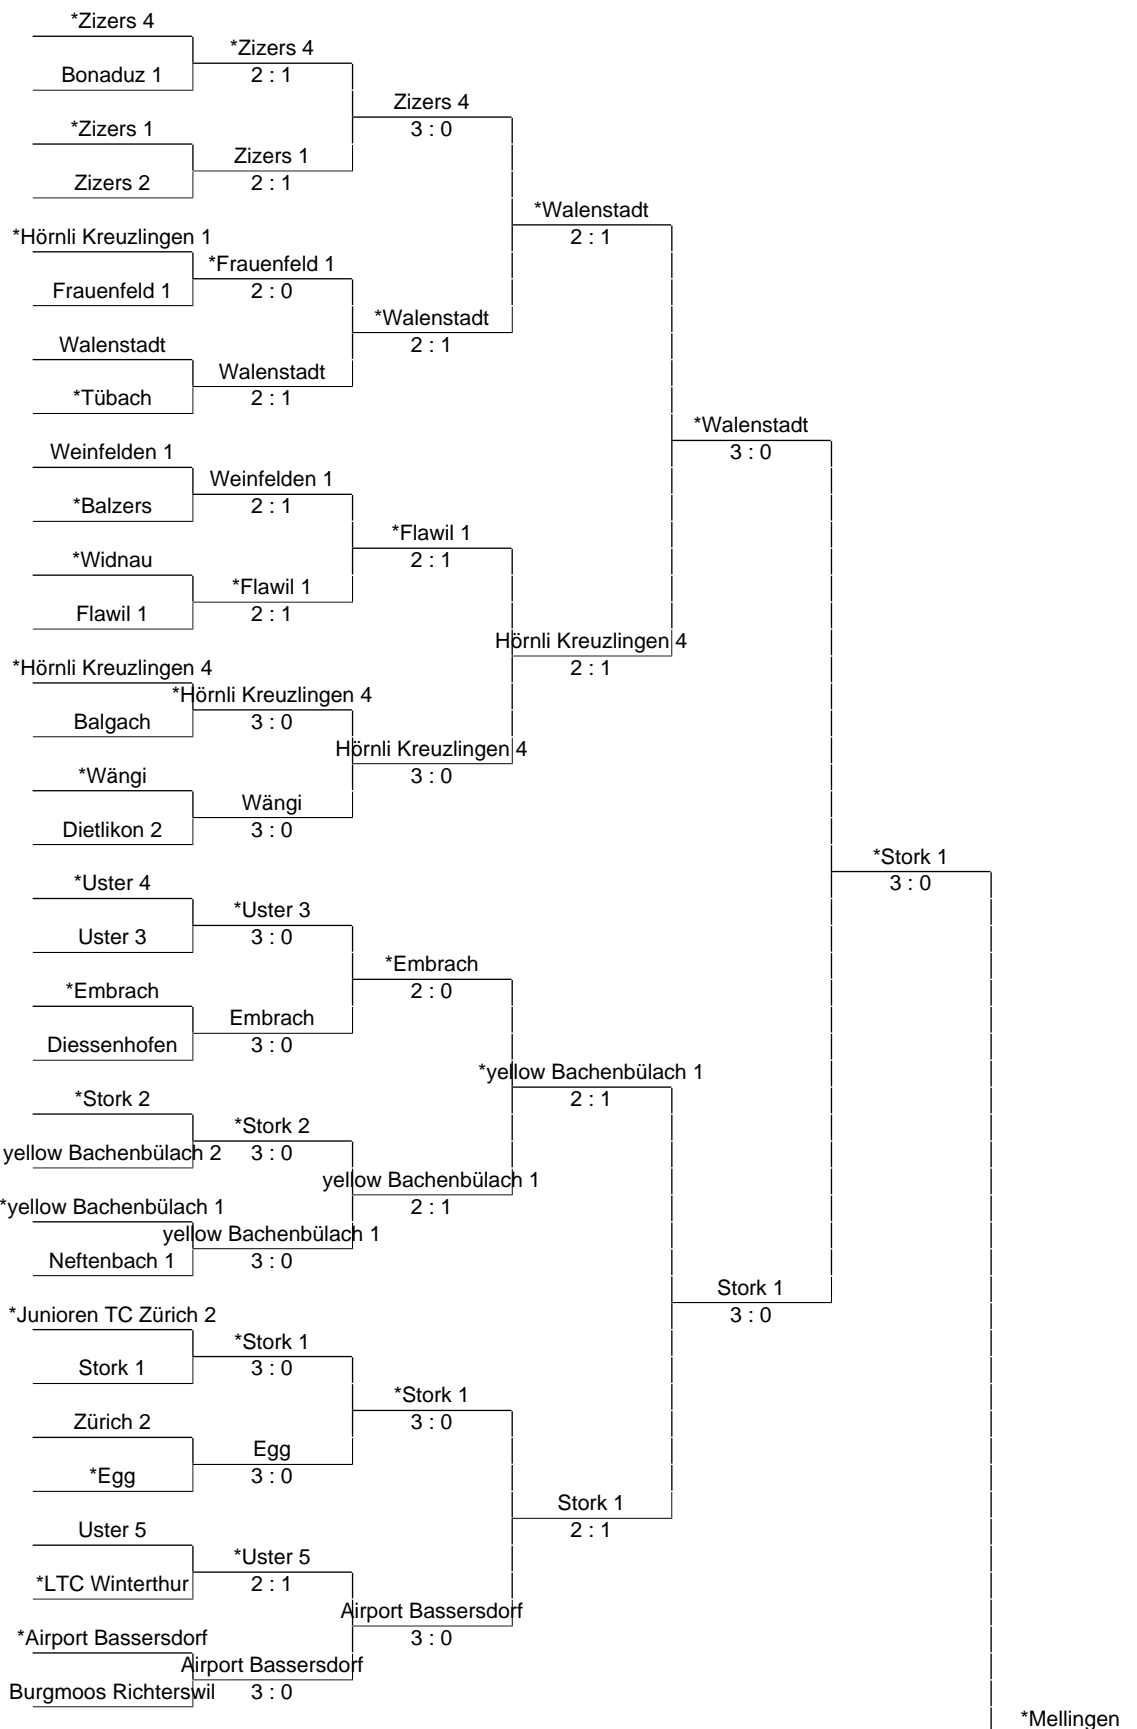 *Zizers 4
*Zizers 4
Bonaduz 1
2 : 1
Zizers 4
*Zizers 1
3 : 0
Zizers 1
Zizers 2
2 : 1
*Walenstadt
*Hörnli Kreuzlingen 1
2 : 1
*Frauenfeld 1
Frauenfeld 1
2 : 0
*Walenstadt
Walenstadt
2 : 1
Walenstadt
*Tübach
2 : 1
*Walenstadt
Weinfelden 1
3 : 0
Weinfelden 1
*Balzers
2 : 1
*Flawil 1
*Widnau
2 : 1
*Flawil 1
Flawil 1
2 : 1
Hörnli Kreuzlingen 4
*Hörnli Kreuzlingen 4
2 : 1
*Hörnli Kreuzlingen 4
Balgach
3 : 0
Hörnli Kreuzlingen 4
*Wängi
3 : 0
Wängi
Dietlikon 2
3 : 0
*Stork 1
*Uster 4
3 : 0
*Uster 3
Uster 3
3 : 0
*Embrach
*Embrach
2 : 0
Embrach
Diessenhofen
3 : 0
*yellow Bachenbülach 1
*Stork 2
2 : 1
*Stork 2
yellow Bachenbülach 2
3 : 0
yellow Bachenbülach 1
*yellow Bachenbülach 1
2 : 1
yellow Bachenbülach 1
Neftenbach 1
3 : 0
Stork 1
*Junioren TC Zürich 2
3 : 0
*Stork 1
Stork 1
3 : 0
*Stork 1
Zürich 2
3 : 0
Egg
*Egg
3 : 0
Stork 1
Uster 5
2 : 1
*Uster 5
*LTC Winterthur
2 : 1
Airport Bassersdorf
*Airport Bassersdorf
3 : 0
Airport Bassersdorf
Burgmoos Richterswil
3 : 0
*Mellingen